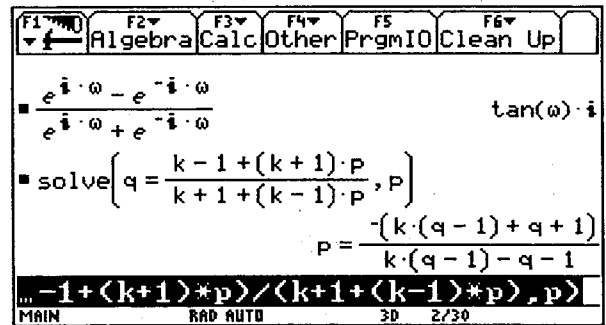 F1 F2 F3 F4 F5 F6
Algebra Calc Other PrgmIO Clean Up
▪ (e^(i·ω) − e^(-i·ω))/(e^(i·ω) + e^(-i·ω))
tan(ω)·i
▪ solve(q = (k − 1 + (k + 1)·p)/(k + 1 + (k − 1)·p), p)
p = -(k·(q − 1) + q + 1)/(k·(q − 1) − q − 1)
…-1+(k+1)*p)/(k+1+(k-1)*p),p)
MAIN RAD AUTO 3D 2/30